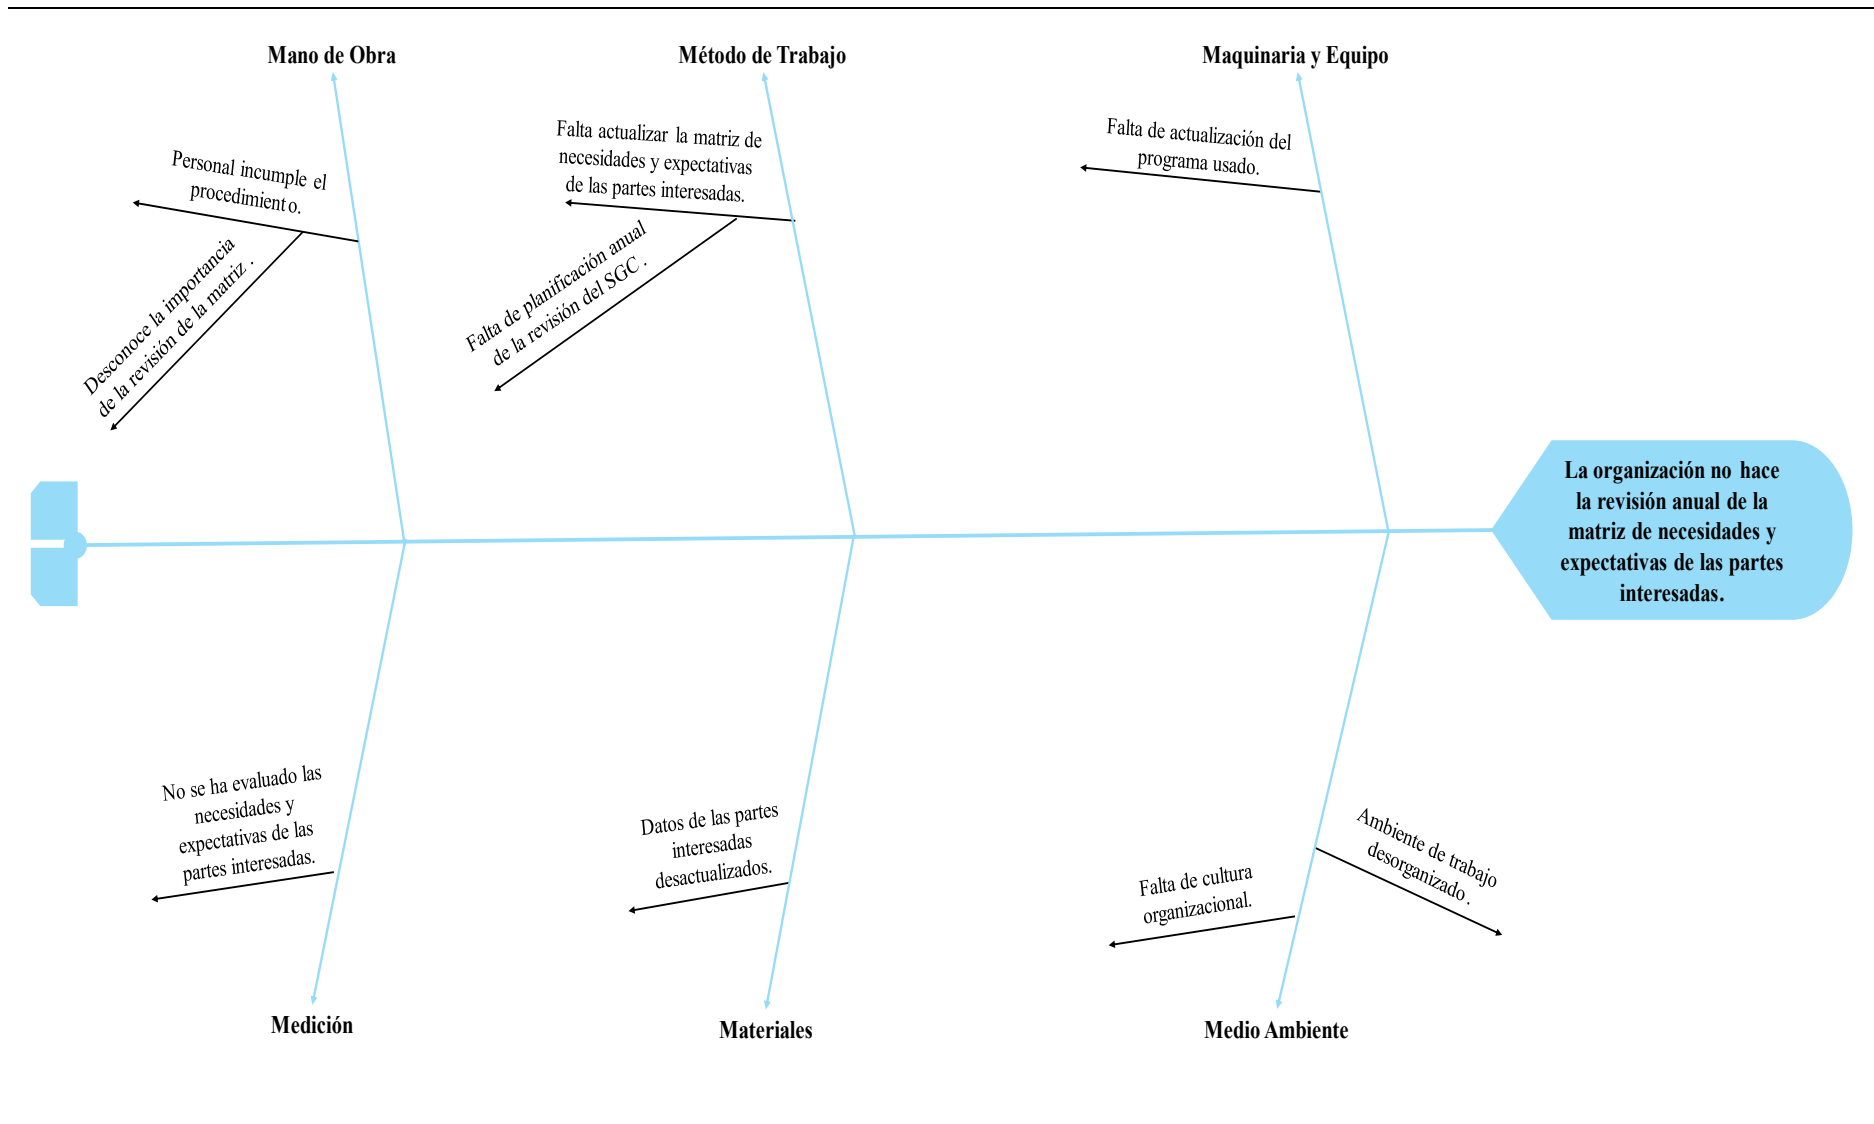 Mano de Obra
Método de Trabajo
Maquinaria y Equipo
Personal incumple el
procedimiento.
Desconoce la importancia
de la revisión de la matriz .
Falta actualizar la matriz de
necesidades y expectativas
de las partes interesadas.
Falta de planificación anual
de la revisión del SGC .
Falta de actualización del
programa usado.
La organización no hace
la revisión anual de la
matriz de necesidades y
expectativas de las partes
interesadas.
No se ha evaluado las
necesidades y
expectativas de las
partes interesadas.
Datos de las partes
interesadas
desactualizados.
Falta de cultura
organizacional.
Ambiente de trabajo
desorganizado .
Medición
Materiales
Medio Ambiente